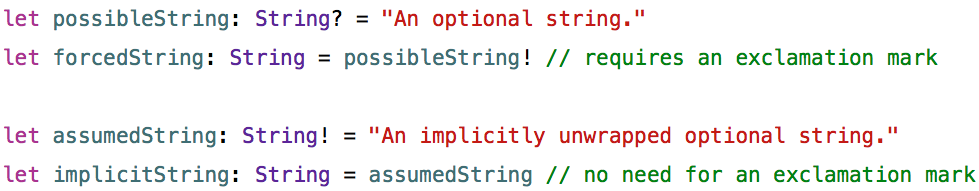 let possibleString: String? = "An optional string."
let forcedString: String = possibleString! // requires an exclamation mark
let assumedString: String! = "An implicitly unwrapped optional string."
let implicitString: String = assumedString // no need for an exclamation mark